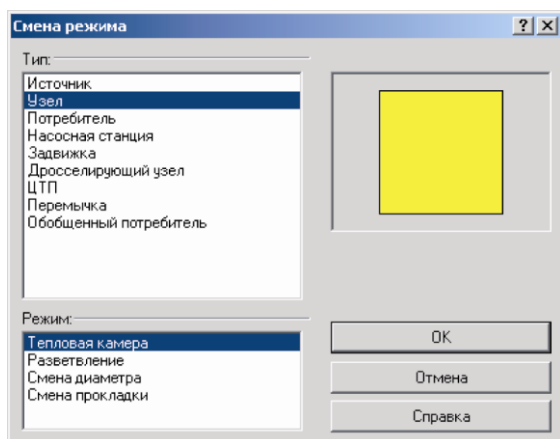 Смена режима
Тип:
Источник
Узел
Потребитель
Насосная станция
Задвижка
Дросселирующий узел
ЦТП
Перемычка
Обобщенный потребитель
Режим:
Тепловая камера
Разветвление
Смена диаметра
Смена прокладки
OK
Отмена
Справка